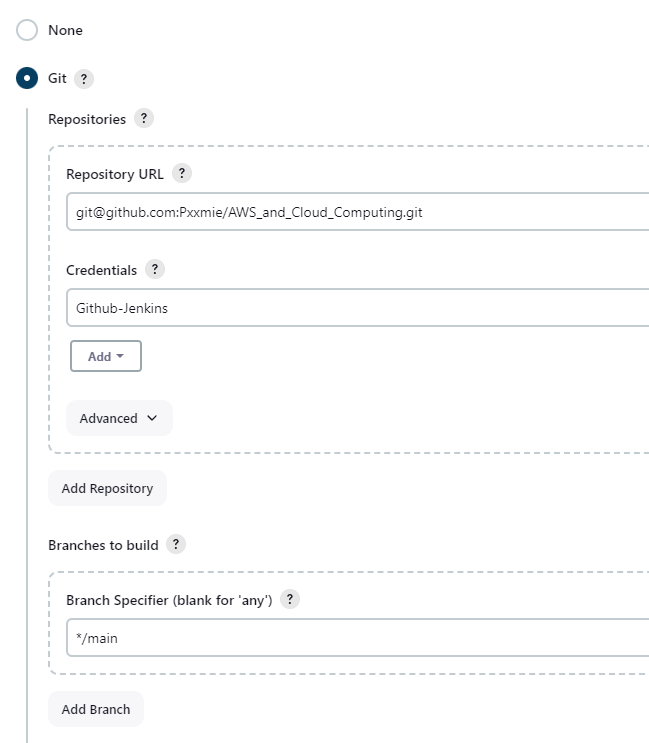 None
Git ?
Repositories ?
Repository URL ?
git@github.com:Pxxmie/AWS_and_Cloud_Computing.git
Credentials ?
Github-Jenkins
Add
Advanced
Add Repository
Branches to build ?
Branch Specifier (blank for 'any') ?
*/main
Add Branch